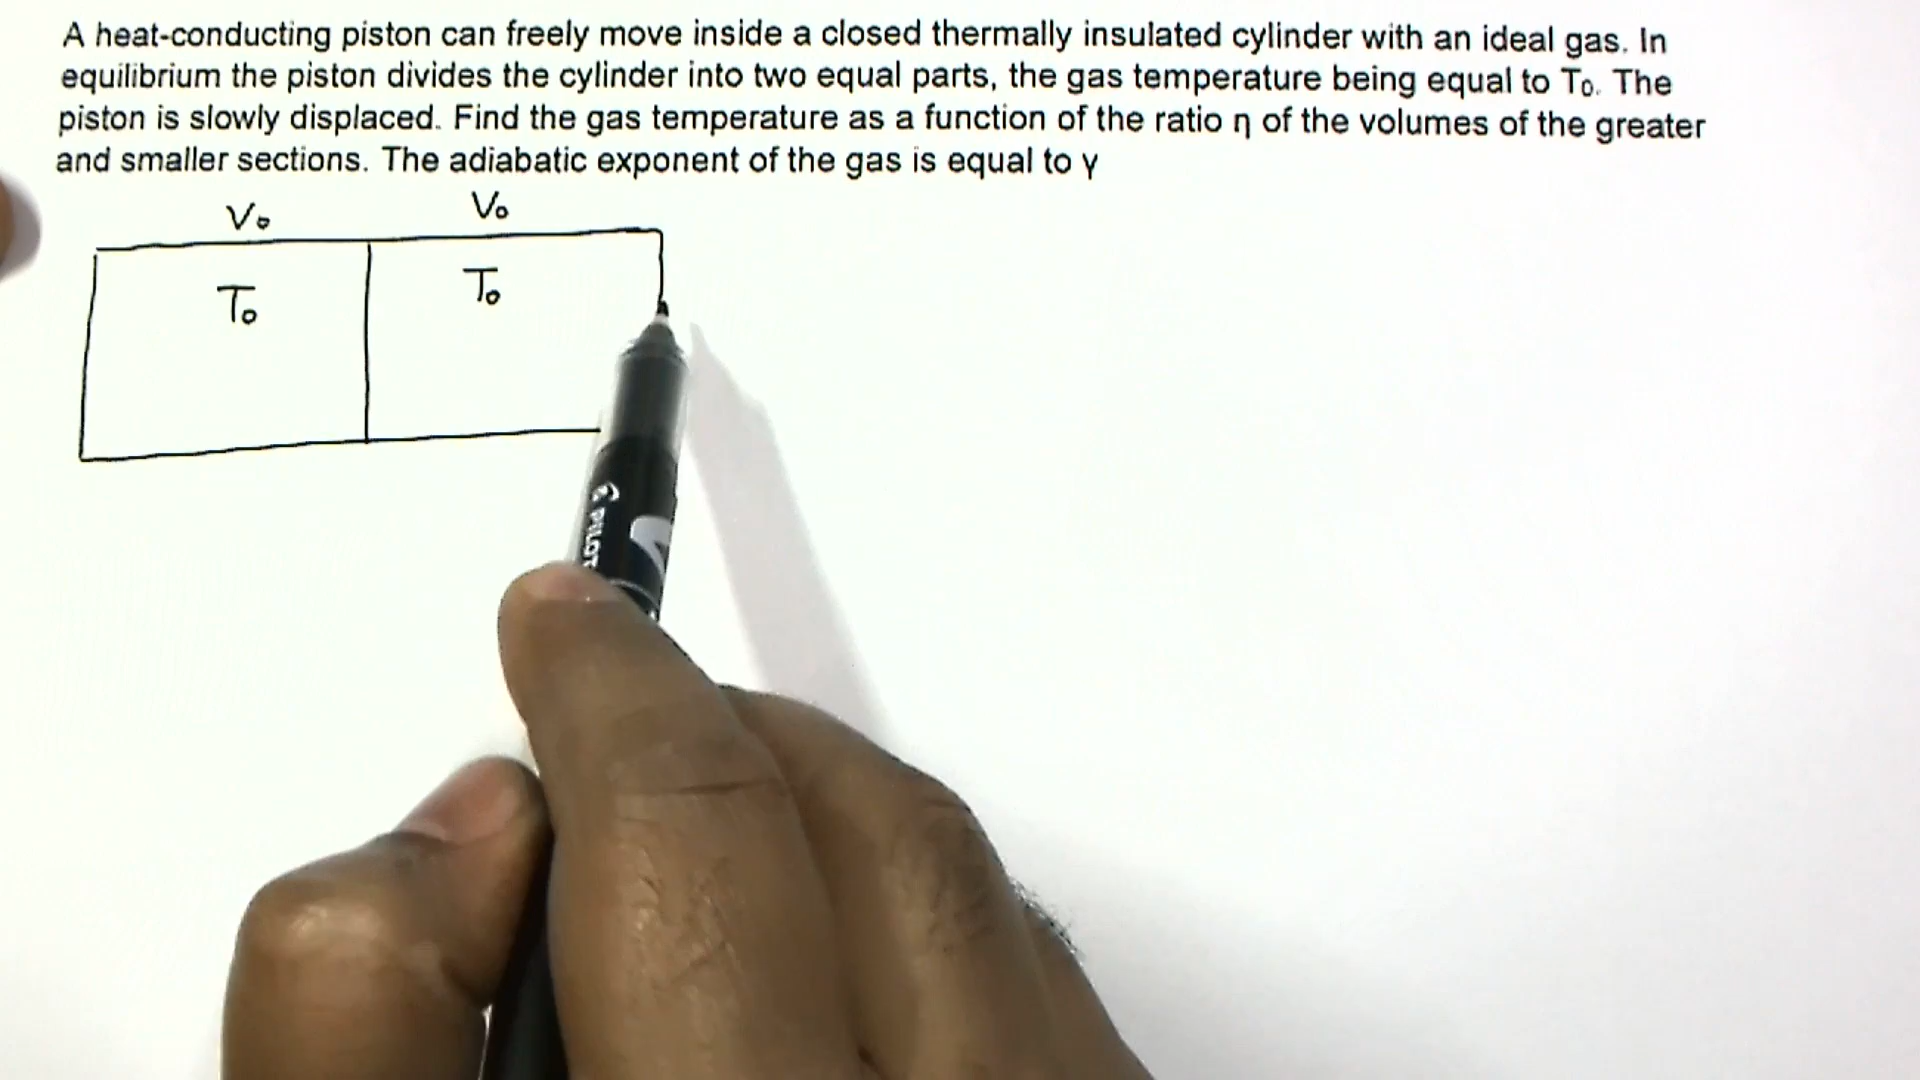 A heat-conducting piston can freely move inside a closed thermally insulated cylinder with an ideal gas. In
equilibrium the piston divides the cylinder into two equal parts, the gas temperature being equal to T₀. The
piston is slowly displaced. Find the gas temperature as a function of the ratio η of the volumes of the greater
and smaller sections. The adiabatic exponent of the gas is equal to γ
V₀ V₀
T₀ T₀
PILOT